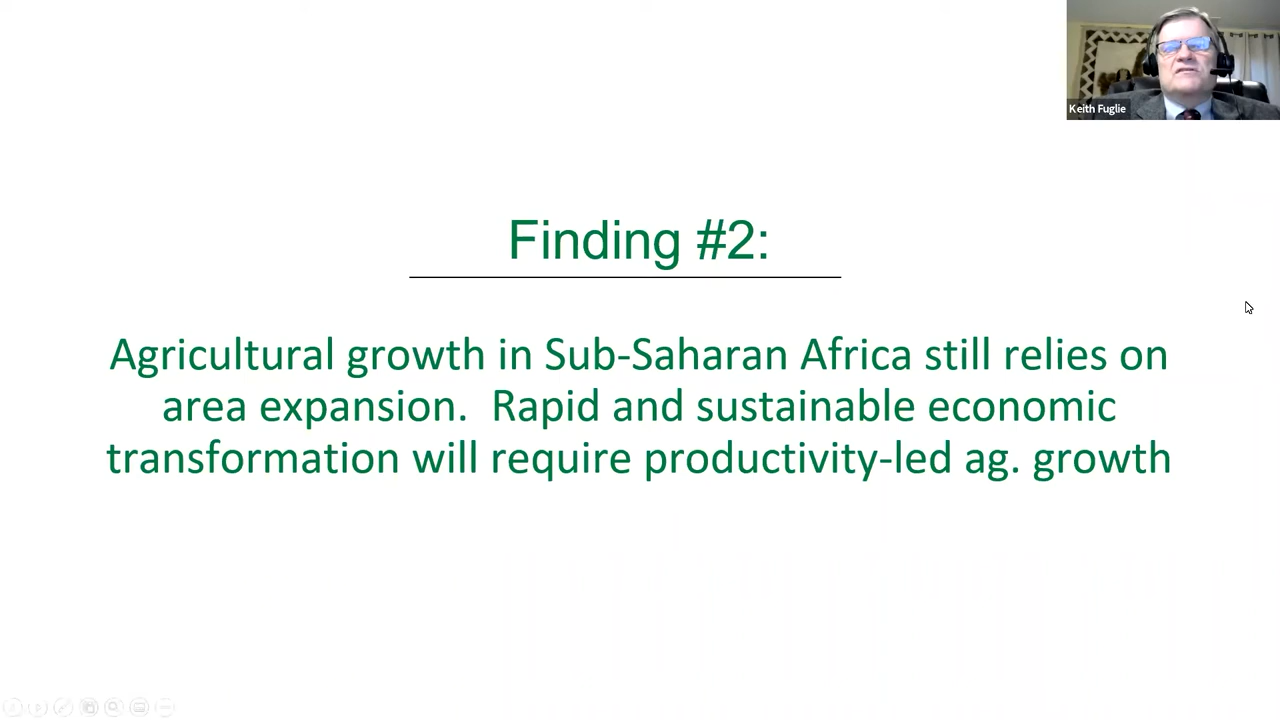 Keith Fuglie
Finding #2:
Agricultural growth in Sub-Saharan Africa still relies on
area expansion.  Rapid and sustainable economic
transformation will require productivity-led ag. growth